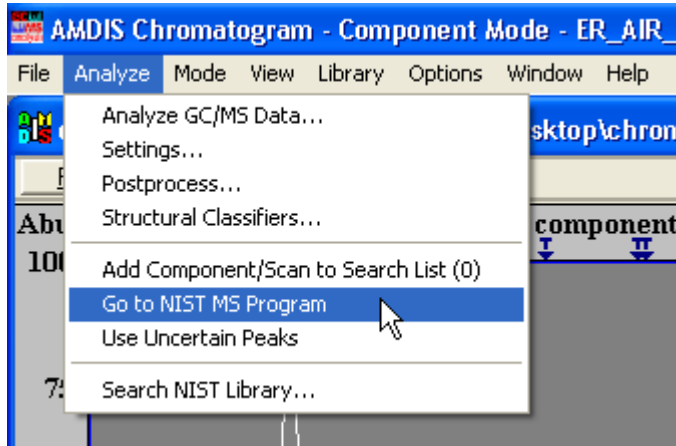 AMDIS Chromatogram - Component Mode - ER_AIR_
File Analyze Mode View Library Options Window Help
Analyze GC/MS Data...
sktop\chrom
Settings...
Postprocess...
Structural Classifiers...
Abu
component
100
Add Component/Scan to Search List (0)
Go to NIST MS Program
Use Uncertain Peaks
Search NIST Library...